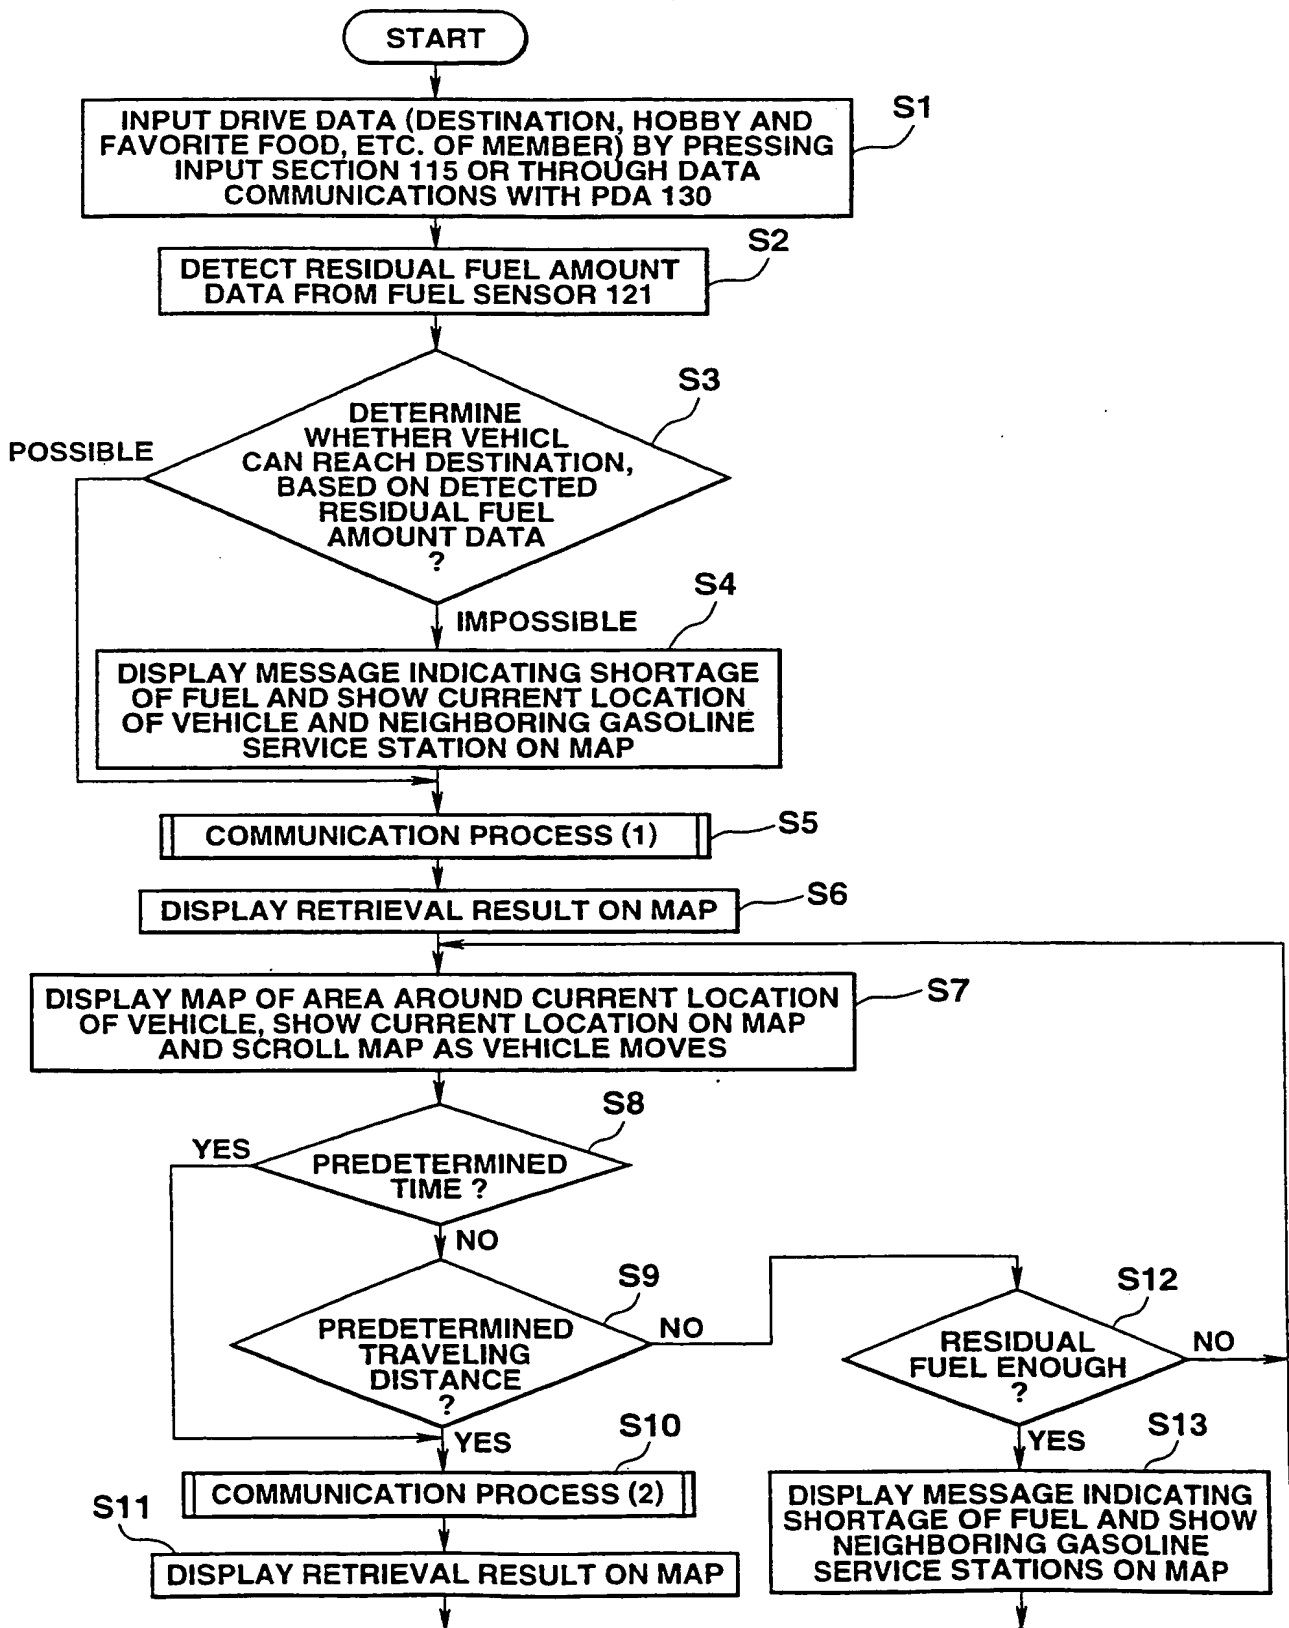 START
INPUT DRIVE DATA (DESTINATION, HOBBY AND
FAVORITE FOOD, ETC. OF MEMBER) BY PRESSING
INPUT SECTION 115 OR THROUGH DATA
COMMUNICATIONS WITH PDA 130
S1
DETECT RESIDUAL FUEL AMOUNT
DATA FROM FUEL SENSOR 121
S2
DETERMINE
WHETHER VEHICL
CAN REACH DESTINATION,
BASED ON DETECTED
RESIDUAL FUEL
AMOUNT DATA
?
S3
POSSIBLE
IMPOSSIBLE
S4
DISPLAY MESSAGE INDICATING SHORTAGE
OF FUEL AND SHOW CURRENT LOCATION
OF VEHICLE AND NEIGHBORING GASOLINE
SERVICE STATION ON MAP
COMMUNICATION PROCESS (1)
S5
DISPLAY RETRIEVAL RESULT ON MAP
S6
DISPLAY MAP OF AREA AROUND CURRENT LOCATION
OF VEHICLE, SHOW CURRENT LOCATION ON MAP
AND SCROLL MAP AS VEHICLE MOVES
S7
S8
YES
PREDETERMINED
TIME ?
NO
S9
PREDETERMINED
TRAVELING
DISTANCE
?
NO
YES
S12
RESIDUAL
FUEL ENOUGH
?
NO
YES
S10
COMMUNICATION PROCESS (2)
S11
DISPLAY RETRIEVAL RESULT ON MAP
S13
DISPLAY MESSAGE INDICATING
SHORTAGE OF FUEL AND SHOW
NEIGHBORING GASOLINE
SERVICE STATIONS ON MAP